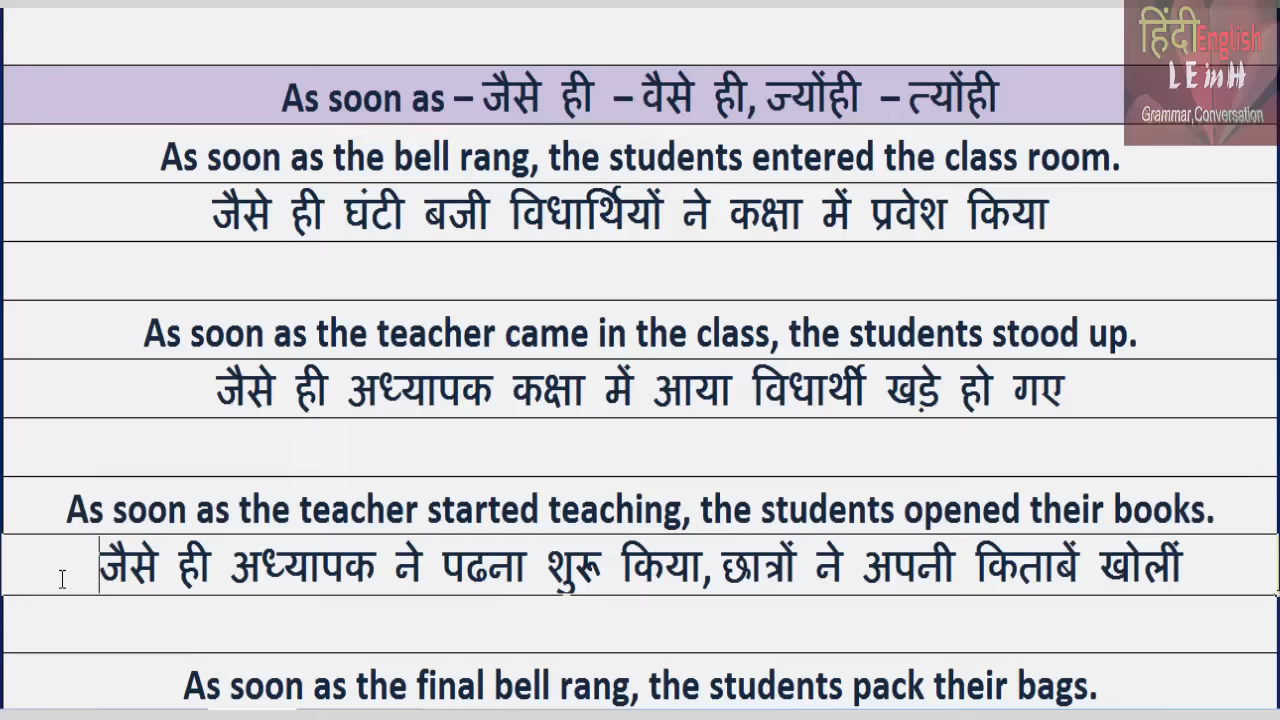 हिंदी English
LEinH
Grammar,Conversation
As soon as – जैसे ही – वैसे ही, ज्योंही – त्योंही
As soon as the bell rang, the students entered the class room.
जैसे ही घंटी बजी विधार्थियों ने कक्षा में प्रवेश किया
As soon as the teacher came in the class, the students stood up.
जैसे ही अध्यापक कक्षा में आया विधार्थी खड़े हो गए
As soon as the teacher started teaching, the students opened their books.
जैसे ही अध्यापक ने पढना शुरू किया, छात्रों ने अपनी किताबें खोलीं
As soon as the final bell rang, the students pack their bags.